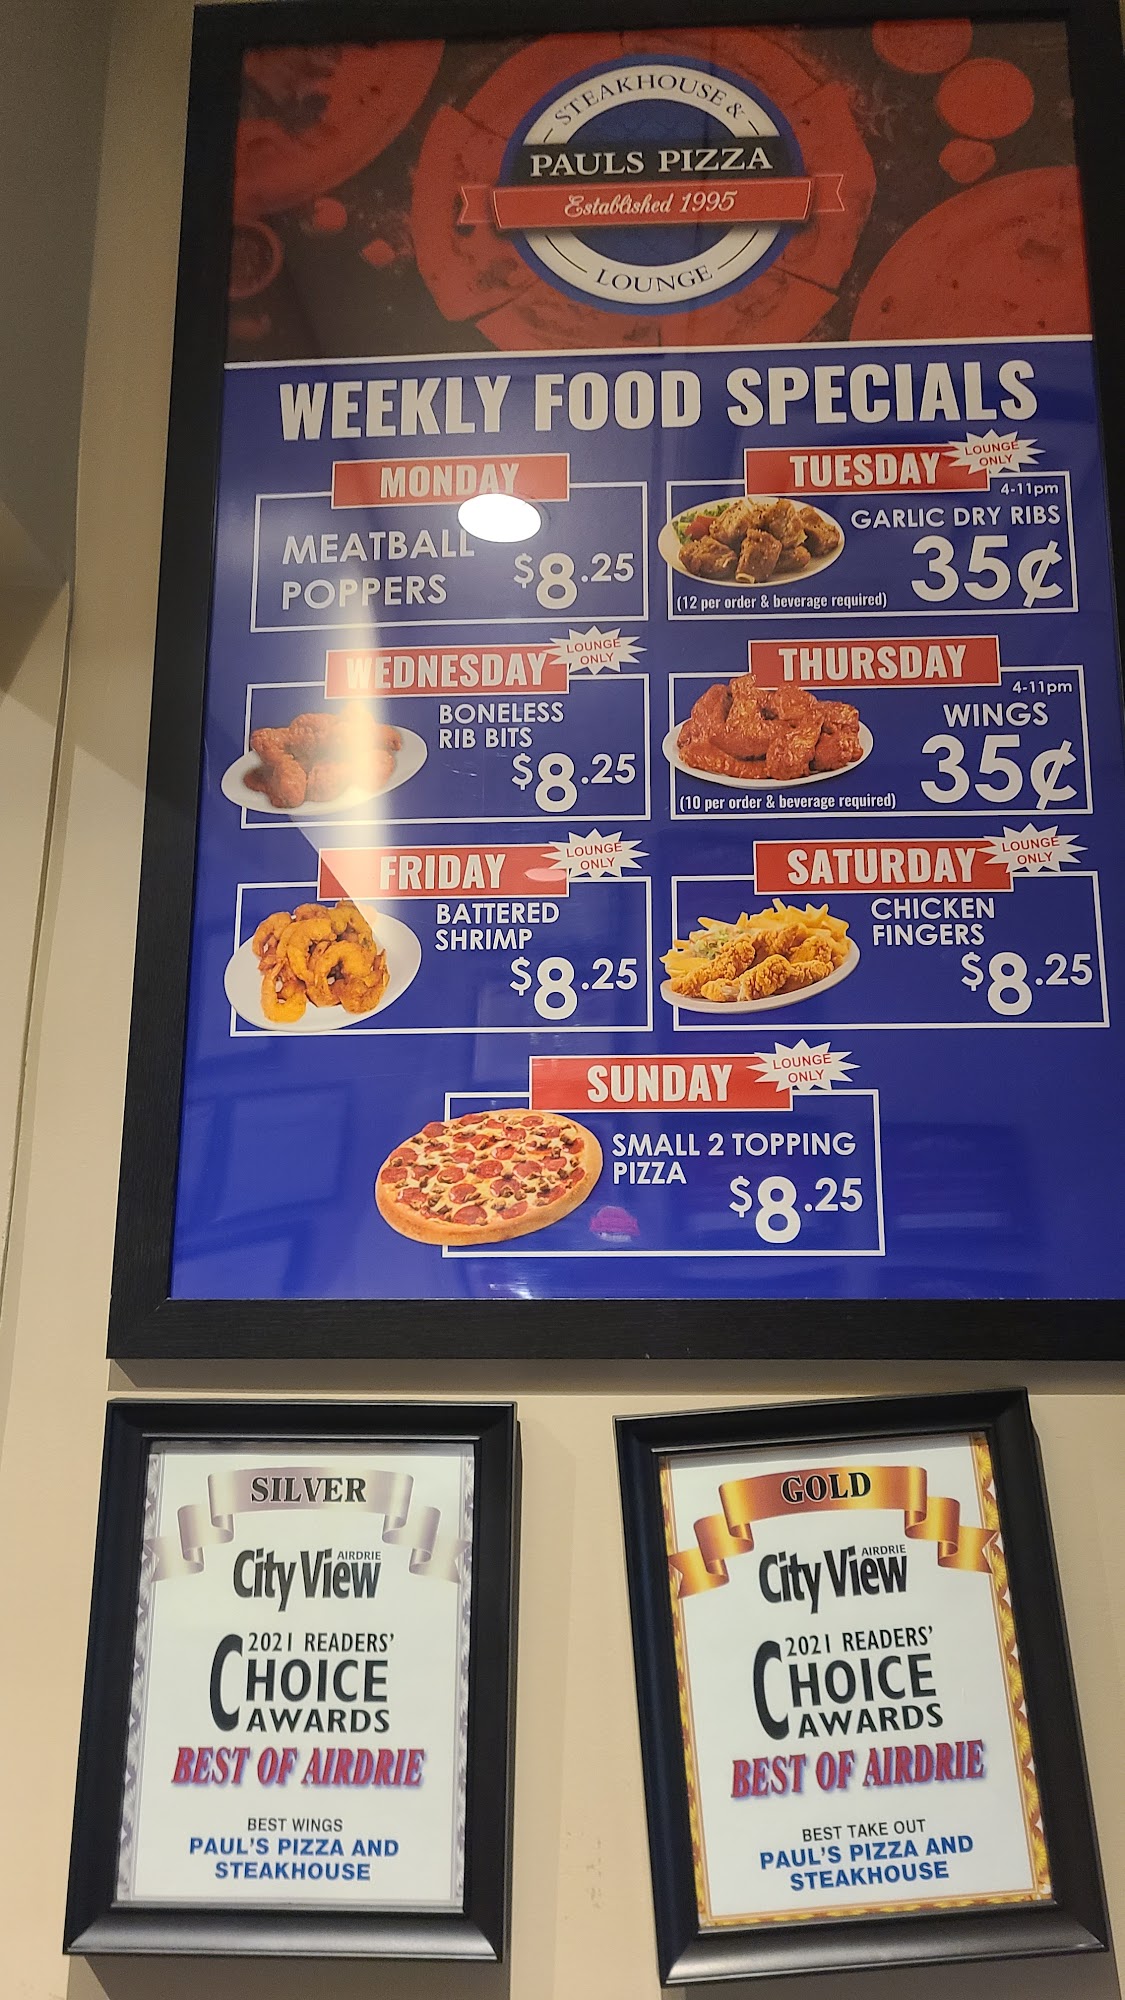 STEAKHOUSE &
PAULS PIZZA
Established 1995
LOUNGE
WEEKLY FOOD SPECIALS
MONDAY
MEATBALL
POPPERS
$8.25
TUESDAY
LOUNGE
ONLY
4-11pm
GARLIC DRY RIBS
35¢
(12 per order & beverage required)
WEDNESDAY
LOUNGE
ONLY
BONELESS
RIB BITS
$8.25
THURSDAY
4-11pm
WINGS
35¢
(10 per order & beverage required)
FRIDAY
LOUNGE
ONLY
BATTERED
SHRIMP
$8.25
SATURDAY
LOUNGE
ONLY
CHICKEN
FINGERS
$8.25
SUNDAY
LOUNGE
ONLY
SMALL 2 TOPPING
PIZZA
$8.25
SILVER
AIRDRIE
City View
2021 READERS'
CHOICE
AWARDS
BEST OF AIRDRIE
BEST WINGS
PAUL'S PIZZA AND
STEAKHOUSE
GOLD
AIRDRIE
City View
2021 READERS'
CHOICE
AWARDS
BEST OF AIRDRIE
BEST TAKE OUT
PAUL'S PIZZA AND
STEAKHOUSE